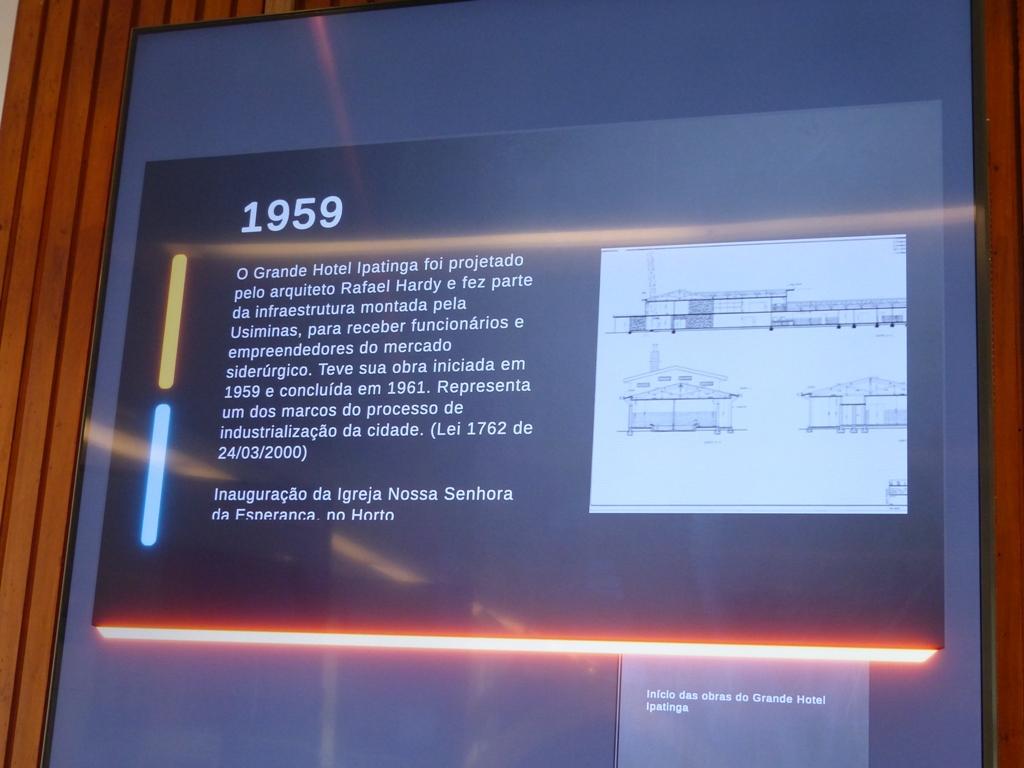 1959
O Grande Hotel Ipatinga foi projetado
pelo arquiteto Rafael Hardy e fez parte
da infraestrutura montada pela
Usiminas, para receber funcionários e
empreendedores do mercado
siderúrgico. Teve sua obra iniciada em
1959 e concluída em 1961. Representa
um dos marcos do processo de
industrialização da cidade. (Lei 1762 de
24/03/2000)
Inauguração da Igreja Nossa Senhora
da Esperança, no Horto
Início das obras do Grande Hotel
Ipatinga